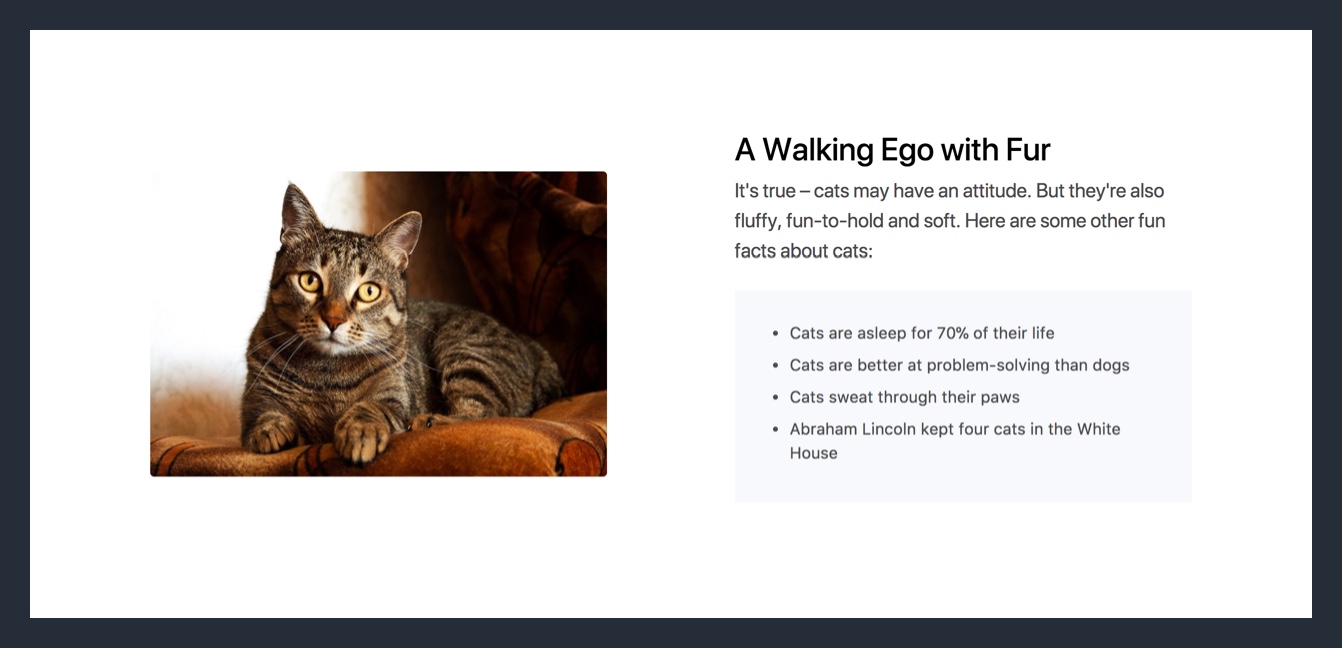 A Walking Ego with Fur
It's true – cats may have an attitude. But they're also
fluffy, fun-to-hold and soft. Here are some other fun
facts about cats:
• Cats are asleep for 70% of their life
• Cats are better at problem-solving than dogs
• Cats sweat through their paws
• Abraham Lincoln kept four cats in the White
House